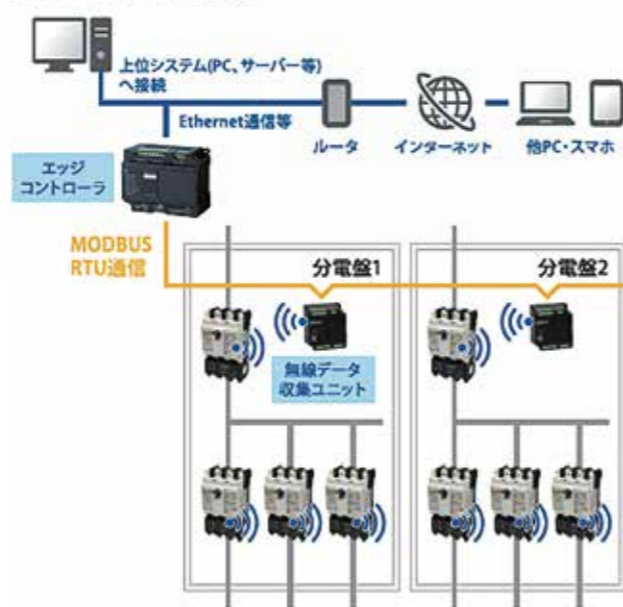 上位システム(PC、サーバー等)
へ接続
Ethernet通信等
ルータ
インターネット
他PC・スマホ
エッジ
コントローラ
MODBUS
RTU通信
分電盤1
分電盤2
無線データ
収集ユニット